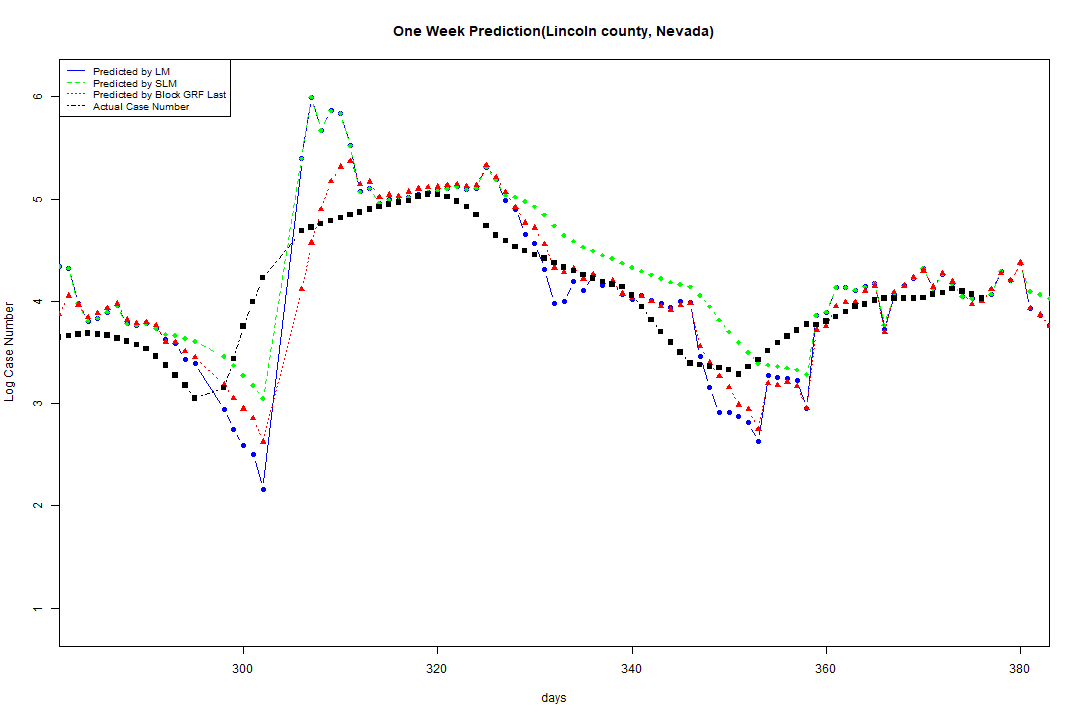 One Week Prediction(Lincoln county, Nevada)
Predicted by LM
Predicted by SLM
Predicted by Block GRF Last
Actual Case Number
Log Case Number
6
5
4
3
2
1
300 320 340 360 380
days